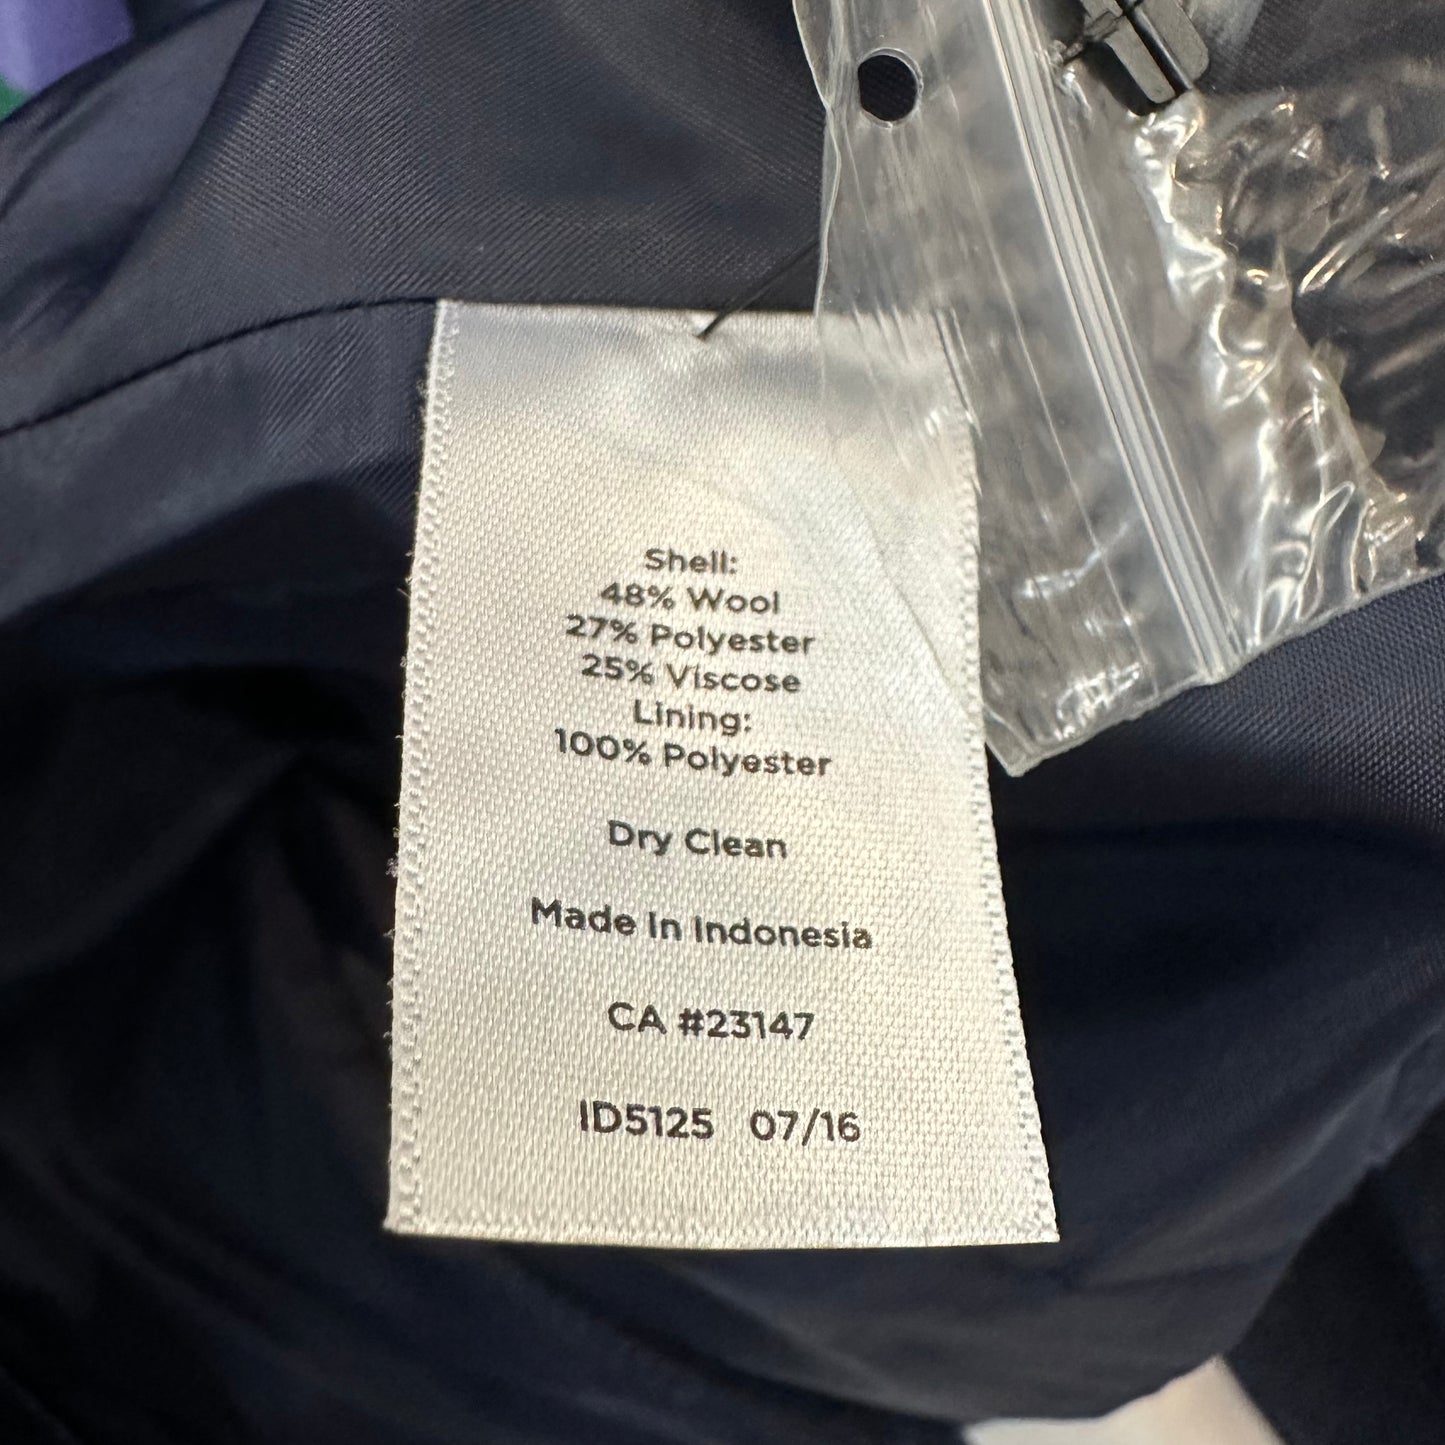 Shell:
48% Wool
27% Polyester
25% Viscose
Lining:
100% Polyester
Dry Clean
Made In Indonesia
CA #23147
ID5125 07/16